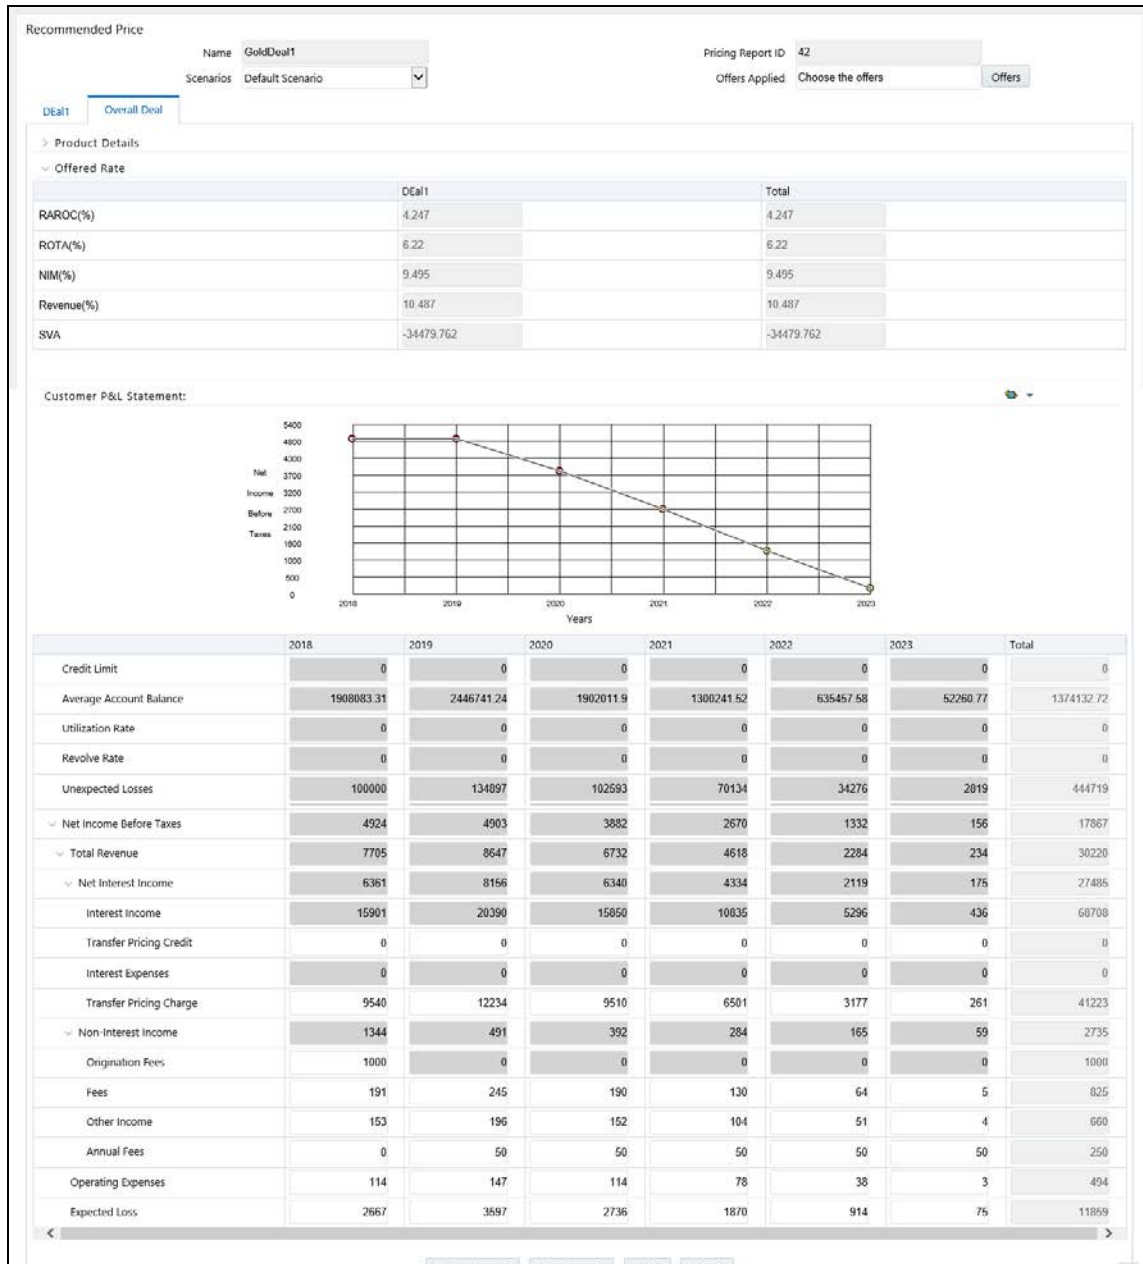 Recommended Price
Name GoldDeal1 Pricing Report ID 42
Scenarios Default Scenario Offers Applied Choose the offers Offers
DEal1 Overall Deal
Product Details
Offered Rate
DEal1 Total
RAROC(%) 4.247 4.247
ROTA(%) 6.22 6.22
NIM(%) 9.495 9.495
Revenue(%) 10.487 10.487
SVA -34479.762 -34479.762
Customer P&L Statement:
Net Income Before Taxes
5400
4800
4300
3700
3200
2700
2100
1600
1000
500
0
2018 2019 2020 2021 2022 2023
Years
2018 2019 2020 2021 2022 2023 Total
Credit Limit 0 0 0 0 0 0 0
Average Account Balance 1908083.31 2446741.24 1902011.9 1300241.52 635457.58 52260.77 1374132.72
Utilization Rate 0 0 0 0 0 0 0
Revolve Rate 0 0 0 0 0 0 0
Unexpected Losses 100000 134897 102593 70134 34276 2819 444719
Net Income Before Taxes 4924 4903 3882 2670 1332 156 17867
Total Revenue 7705 8647 6732 4618 2284 234 30220
Net Interest Income 6361 8156 6340 4334 2119 175 27485
Interest Income 15901 20390 15850 10835 5296 436 68708
Transfer Pricing Credit 0 0 0 0 0 0 0
Interest Expenses 0 0 0 0 0 0 0
Transfer Pricing Charge 9540 12234 9510 6501 3177 261 41223
Non-Interest Income 1344 491 392 284 165 59 2735
Origination Fees 1000 0 0 0 0 0 1000
Fees 191 245 190 130 64 5 825
Other Income 153 196 152 104 51 4 660
Annual Fees 0 50 50 50 50 50 250
Operating Expenses 114 147 114 78 38 3 494
Expected Loss 2667 3597 2736 1870 914 75 11859